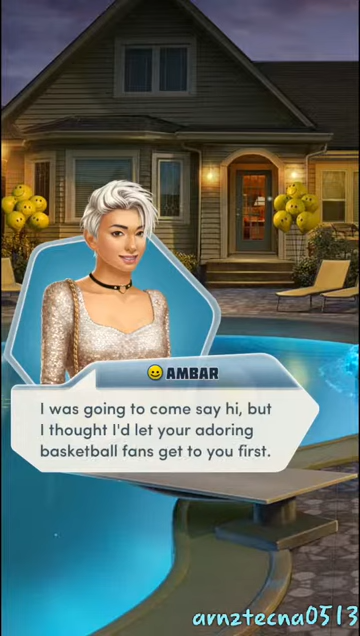 AMBAR
I was going to come say hi, but
I thought I'd let your adoring
basketball fans get to you first.
arnztecna0513